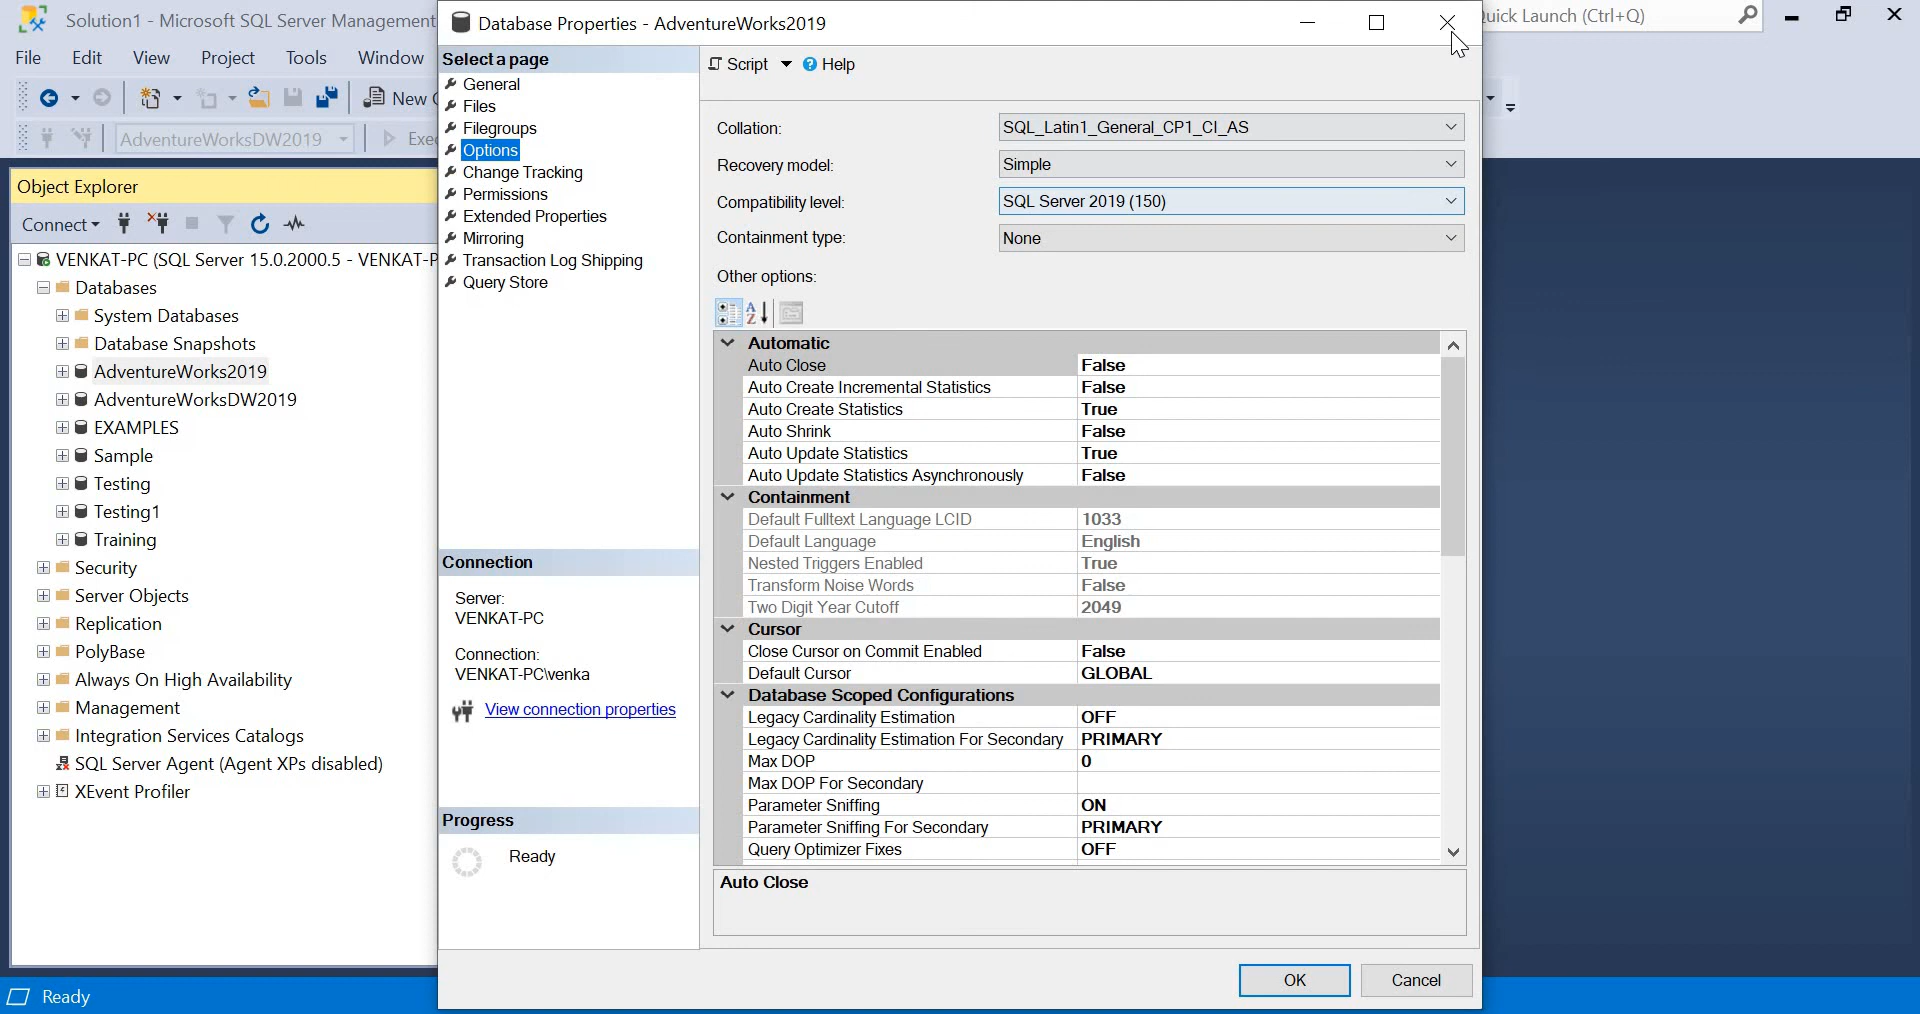 Solution1 - Microsoft SQL Server Management
Quick Launch (Ctrl+Q)
File Edit View Project Tools Window
New
AdventureWorksDW2019
Object Explorer
Connect
VENKAT-PC (SQL Server 15.0.2000.5 - VENKAT-P
Databases
System Databases
Database Snapshots
AdventureWorks2019
AdventureWorksDW2019
EXAMPLES
Sample
Testing
Testing1
Training
Security
Server Objects
Replication
PolyBase
Always On High Availability
Management
Integration Services Catalogs
SQL Server Agent (Agent XPs disabled)
XEvent Profiler
Ready
Database Properties - AdventureWorks2019
Select a page
General
Files
Filegroups
Options
Change Tracking
Permissions
Extended Properties
Mirroring
Transaction Log Shipping
Query Store
Connection
Server:
VENKAT-PC
Connection:
VENKAT-PC\venka
View connection properties
Progress
Ready
Script Help
Collation: SQL_Latin1_General_CP1_CI_AS
Recovery model: Simple
Compatibility level: SQL Server 2019 (150)
Containment type: None
Other options:
Automatic
Auto Close False
Auto Create Incremental Statistics False
Auto Create Statistics True
Auto Shrink False
Auto Update Statistics True
Auto Update Statistics Asynchronously False
Containment
Default Fulltext Language LCID 1033
Default Language English
Nested Triggers Enabled True
Transform Noise Words False
Two Digit Year Cutoff 2049
Cursor
Close Cursor on Commit Enabled False
Default Cursor GLOBAL
Database Scoped Configurations
Legacy Cardinality Estimation OFF
Legacy Cardinality Estimation For Secondary PRIMARY
Max DOP 0
Max DOP For Secondary
Parameter Sniffing ON
Parameter Sniffing For Secondary PRIMARY
Query Optimizer Fixes OFF
Auto Close
OK Cancel